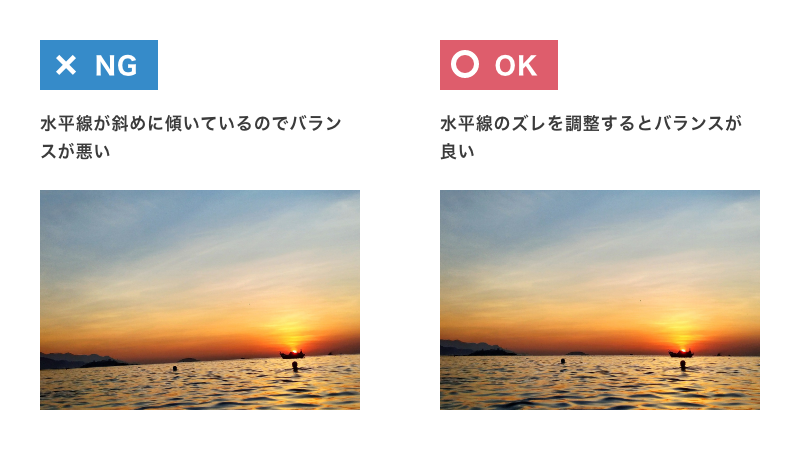 × NG
水平線が斜めに傾いているのでバラン
スが悪い
○ OK
水平線のズレを調整するとバランスが
良い